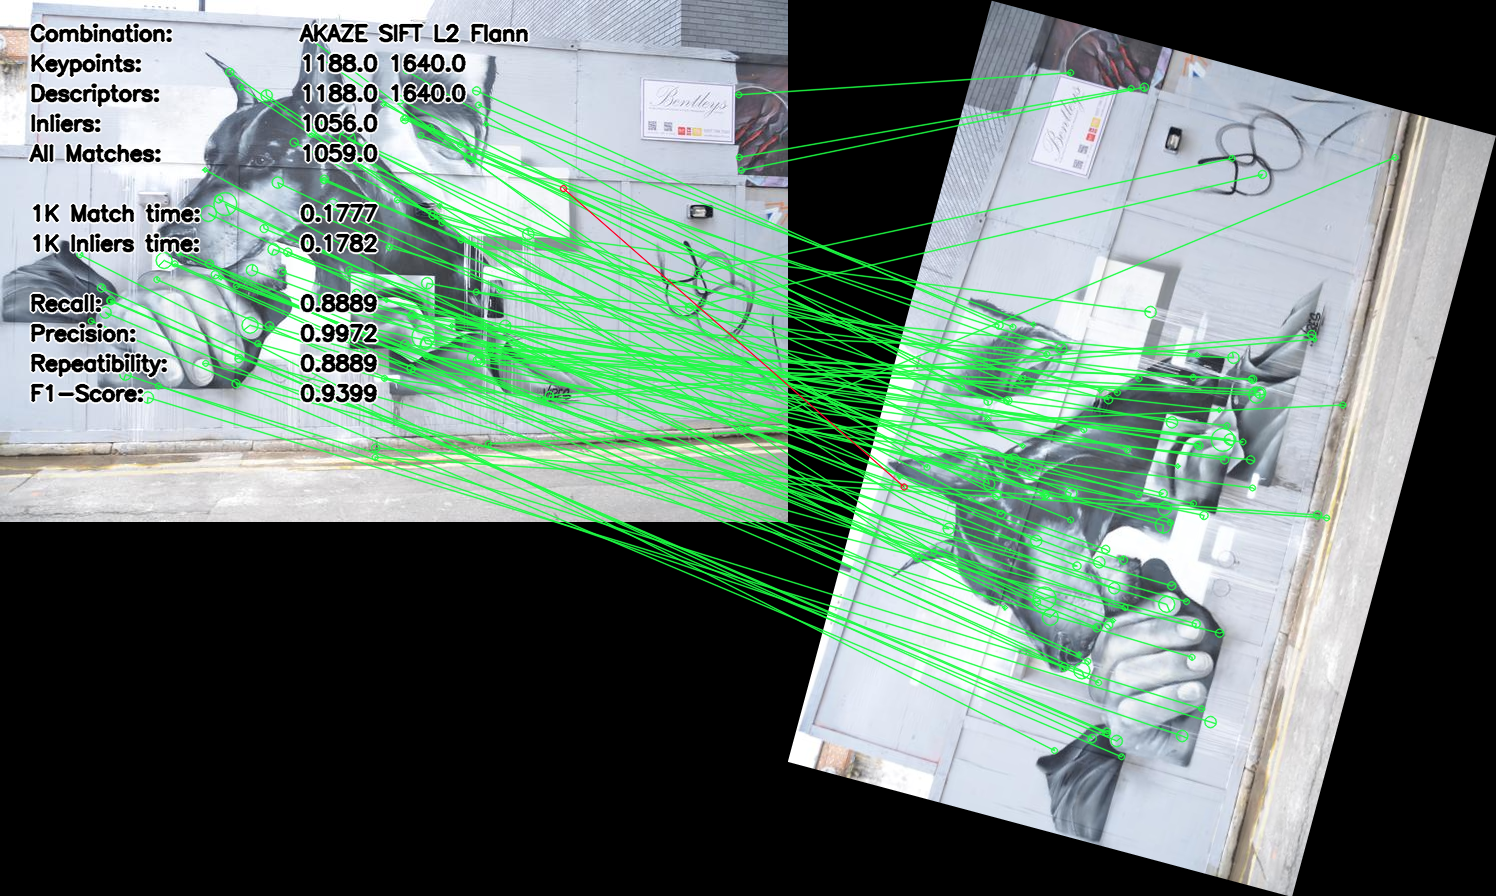 Combination: AKAZE SIFT L2 Flann
Keypoints: 1188.0 1640.0
Descriptors: 1188.0 1640.0
Inliers: 1056.0
All Matches: 1059.0
1K Match time: 0.1777
1K Inliers time: 0.1782
Recall: 0.8889
Precision: 0.9972
Repeatibility: 0.8889
F1-Score: 0.9399
Bentleys
Bentleys